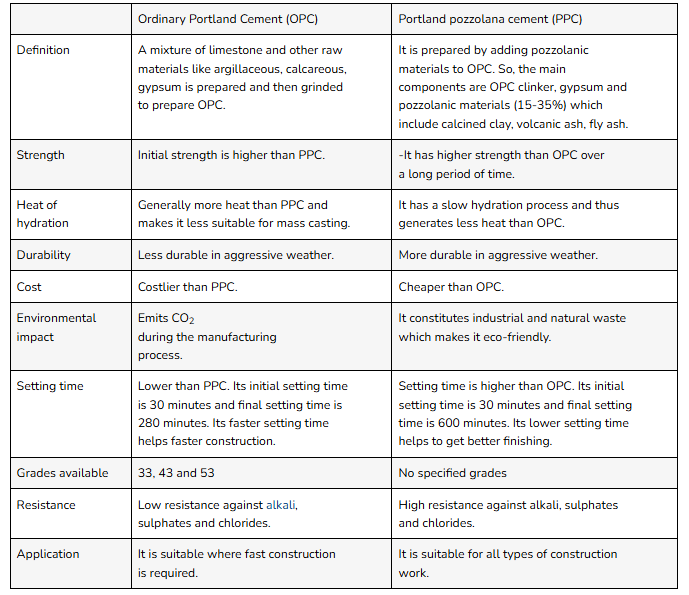 Ordinary Portland Cement (OPC)
Portland pozzolana cement (PPC)
Definition
A mixture of limestone and other raw
materials like argillaceous, calcareous,
gypsum is prepared and then grinded
to prepare OPC.
It is prepared by adding pozzolanic
materials to OPC. So, the main
components are OPC clinker, gypsum and
pozzolanic materials (15-35%) which
include calcined clay, volcanic ash, fly ash.
Strength
Initial strength is higher than PPC.
-It has higher strength than OPC over
a long period of time.
Heat of
hydration
Generally more heat than PPC and
makes it less suitable for mass casting.
It has a slow hydration process and thus
generates less heat than OPC.
Durability
Less durable in aggressive weather.
More durable in aggressive weather.
Cost
Costlier than PPC.
Cheaper than OPC.
Environmental
impact
Emits CO2
during the manufacturing
process.
It constitutes industrial and natural waste
which makes it eco-friendly.
Setting time
Lower than PPC. Its initial setting time
is 30 minutes and final setting time is
280 minutes. Its faster setting time
helps faster construction.
Setting time is higher than OPC. Its initial
setting time is 30 minutes and final setting
time is 600 minutes. Its lower setting time
helps to get better finishing.
Grades available
33, 43 and 53
No specified grades
Resistance
Low resistance against alkali,
sulphates and chlorides.
High resistance against alkali, sulphates
and chlorides.
Application
It is suitable where fast construction
is required.
It is suitable for all types of construction
work.